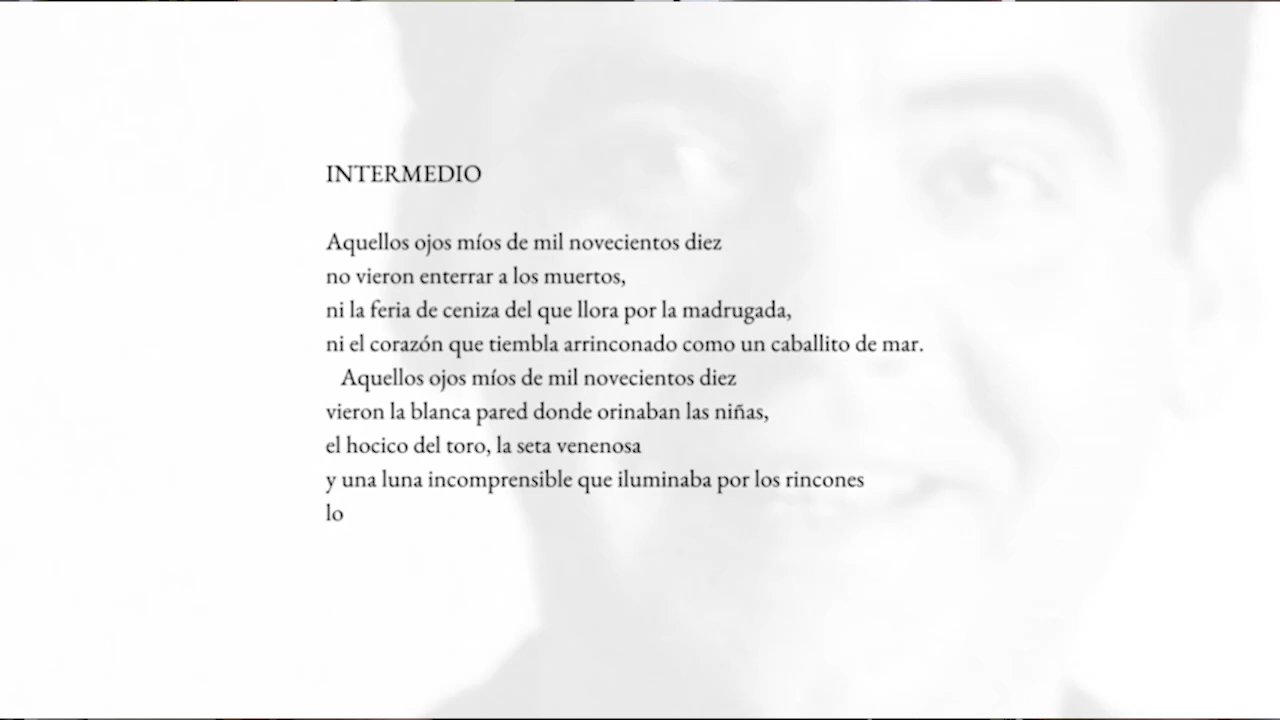 INTERMEDIO
Aquellos ojos míos de mil novecientos diez
no vieron enterrar a los muertos,
ni la feria de ceniza del que llora por la madrugada,
ni el corazón que tiembla arrinconado como un caballito de mar.
Aquellos ojos míos de mil novecientos diez
vieron la blanca pared donde orinaban las niñas,
el hocico del toro, la seta venenosa
y una luna incomprensible que iluminaba por los rincones
lo